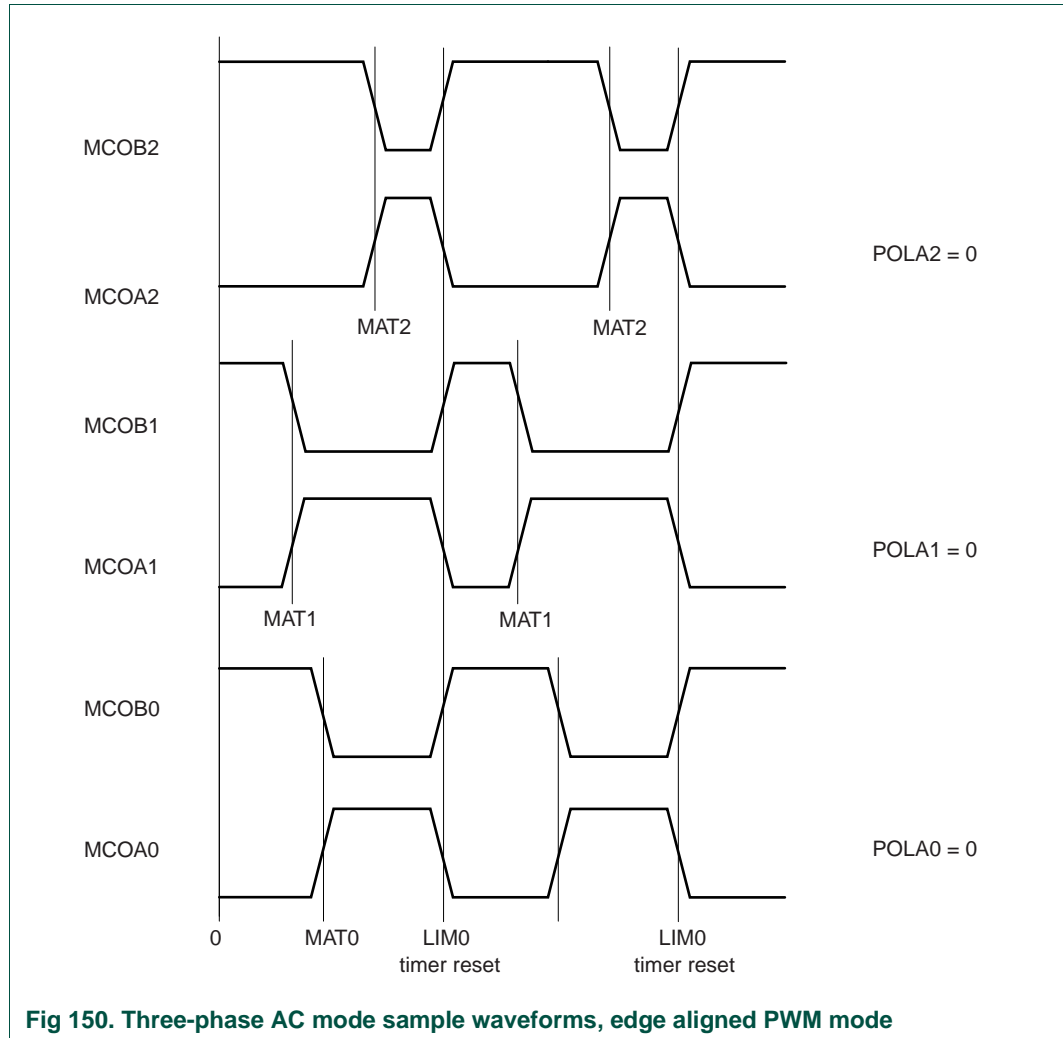 MCOB2
POLA2 = 0
MCOA2
MAT2 MAT2
MCOB1
POLA1 = 0
MCOA1
MAT1 MAT1
MCOB0
MCOA0 POLA0 = 0
0 MAT0 LIM0 LIM0
timer reset timer reset
Fig 150. Three-phase AC mode sample waveforms, edge aligned PWM mode